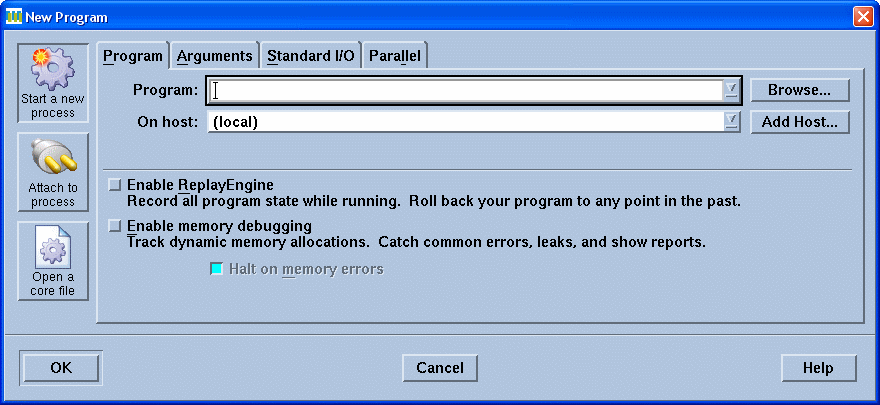 New Program
Start a new
process
Attach to
process
Open a
core file
Program Arguments Standard I/O Parallel
Program: Browse...
On host: (local) Add Host...
Enable ReplayEngine
Record all program state while running. Roll back your program to any point in the past.
Enable memory debugging
Track dynamic memory allocations. Catch common errors, leaks, and show reports.
Halt on memory errors
OK Cancel Help